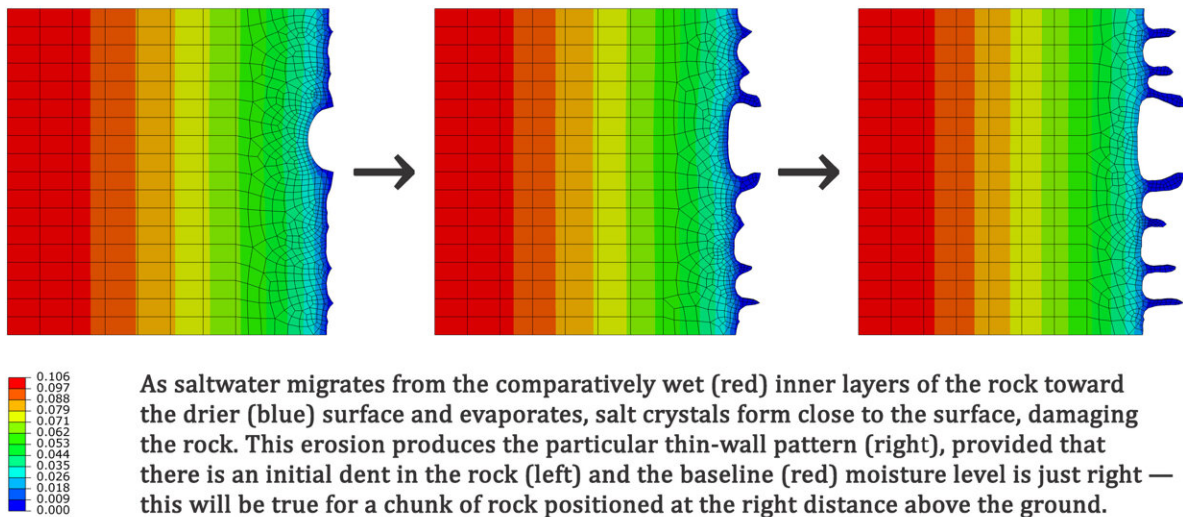 0.106
0.097
0.088
0.079
0.071
0.062
0.053
0.044
0.035
0.026
0.018
0.009
0.000
As saltwater migrates from the comparatively wet (red) inner layers of the rock toward
the drier (blue) surface and evaporates, salt crystals form close to the surface, damaging
the rock. This erosion produces the particular thin-wall pattern (right), provided that
there is an initial dent in the rock (left) and the baseline (red) moisture level is just right —
this will be true for a chunk of rock positioned at the right distance above the ground.